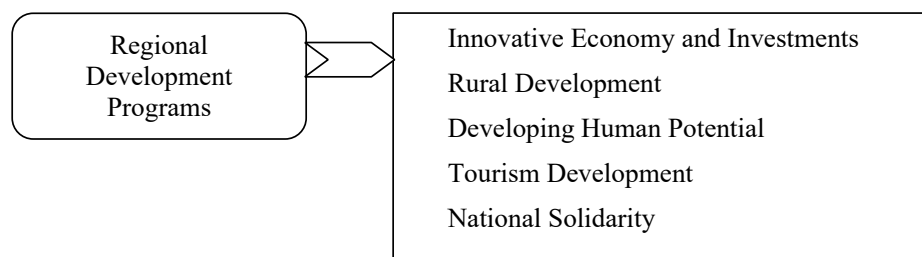 Regional
Development
Programs
Innovative Economy and Investments
Rural Development
Developing Human Potential
Tourism Development
National Solidarity